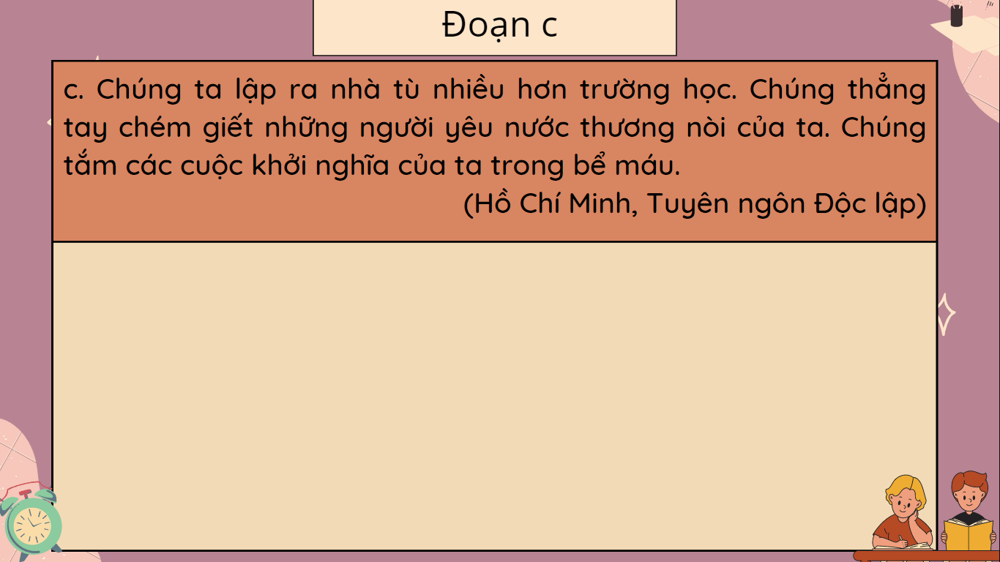 Đoạn c
c. Chúng ta lập ra nhà tù nhiều hơn trường học. Chúng thẳng
tay chém giết những người yêu nước thương nòi của ta. Chúng
tắm các cuộc khởi nghĩa của ta trong bể máu.
(Hồ Chí Minh, Tuyên ngôn Độc lập)